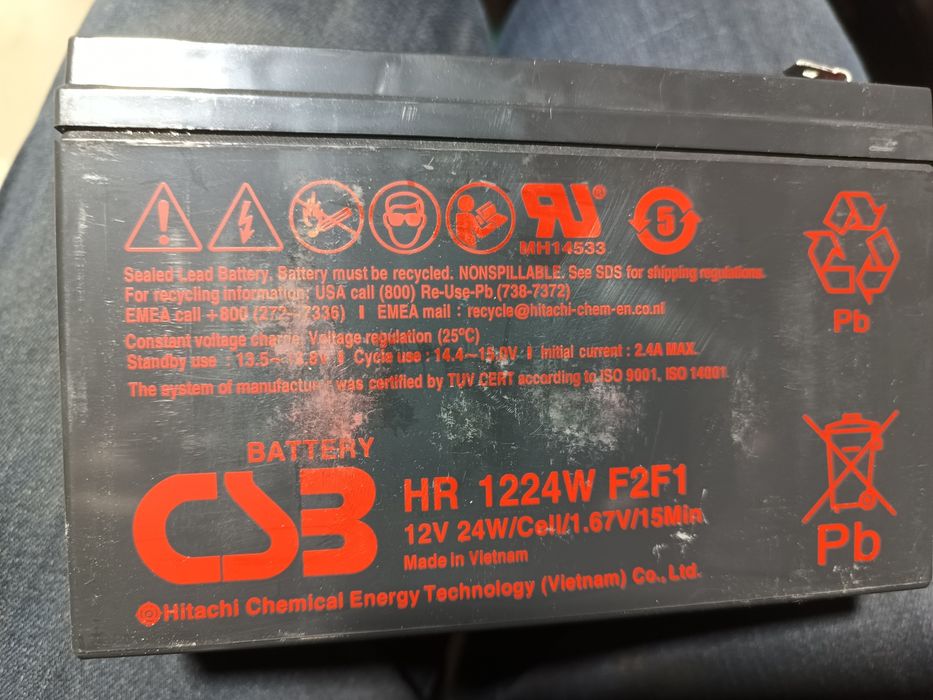 RU®
MH14533
5
Sealed Lead Battery. Battery must be recycled. NONSPILLABLE. See SDS for shipping regulations.
For recycling information: USA call (800) Re-Use-Pb.(738-7372)
EMEA call +800 (272 7336) EMEA mail : recycle@hitachi-chem-en.co.nl
Pb
Constant voltage charge, Voltage regulation (25°C)
Standby use : 13.5~13.8V Cycle use : 14.4~15.0V Initial current : 2.4A MAX.
The system of manufacture was certified by TUV CERT according to ISO 9001, ISO 14001
BATTERY
CSB
HR 1224W F2F1
12V 24W/Cell/1.67V/15Min
Made in Vietnam
Pb
Hitachi Chemical Energy Technology (Vietnam) Co., Ltd.